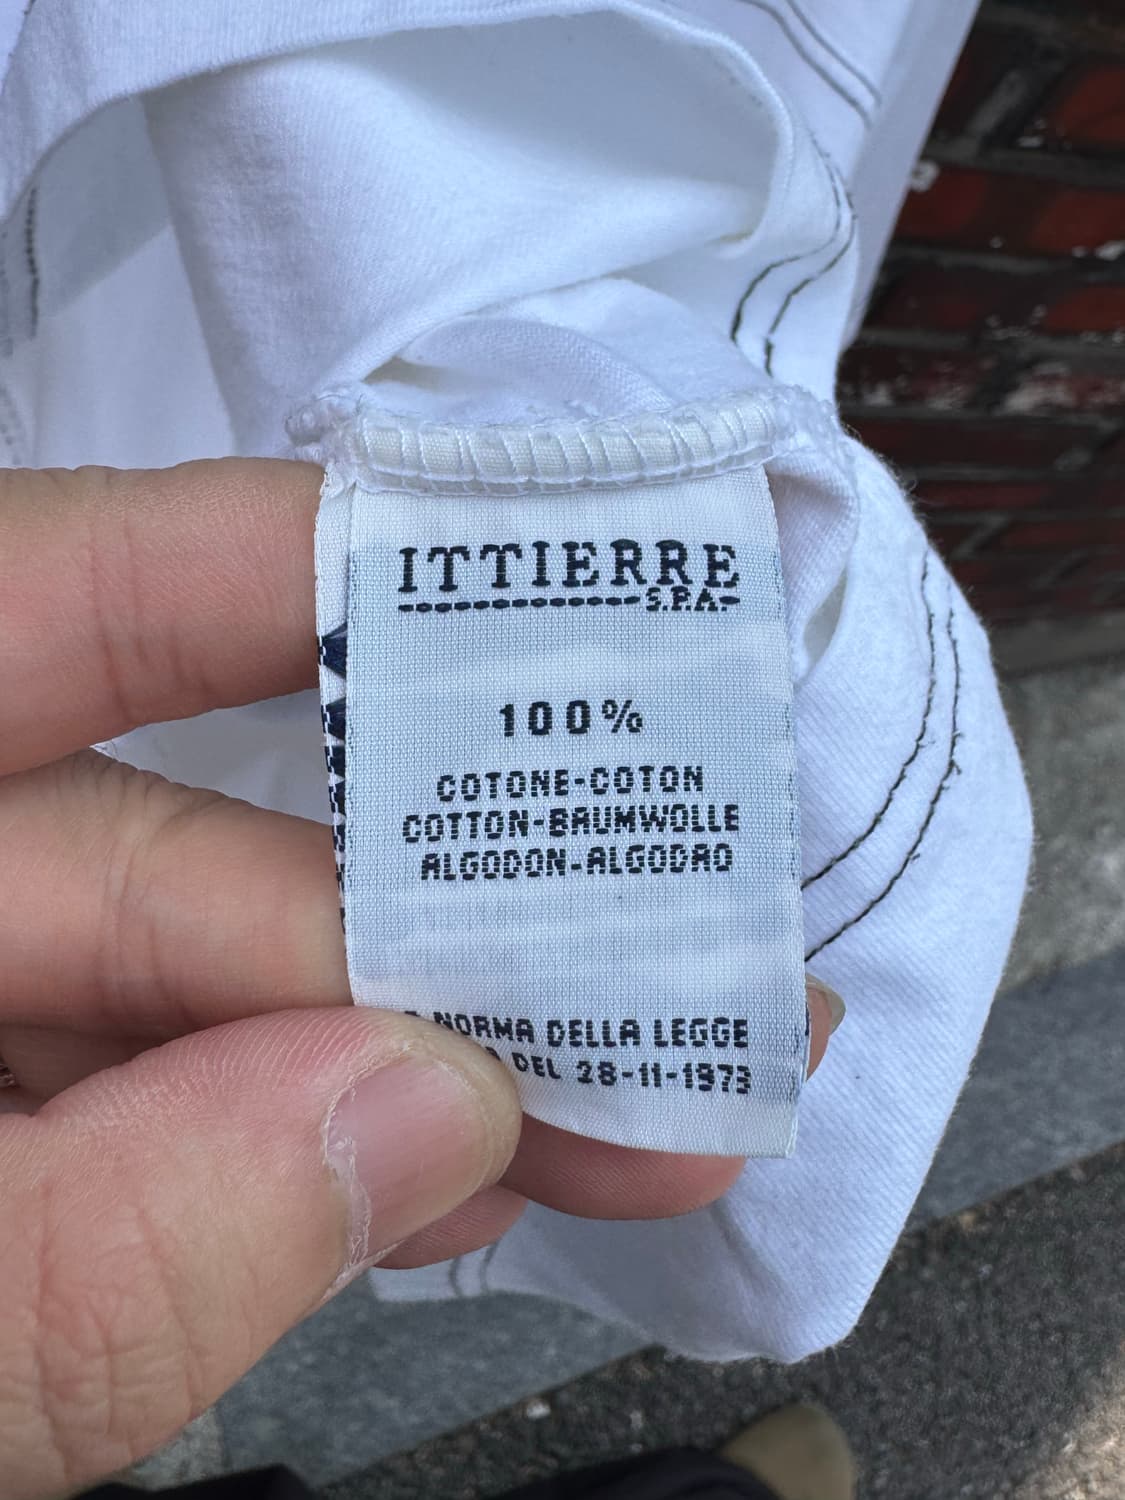 ITTIERRE
S.P.A.
100%
COTONE-COTON
COTTON-BAUMWOLLE
ALGODON-ALGODAO
NORMA DELLA LEGGE
DEL 28-11-1973